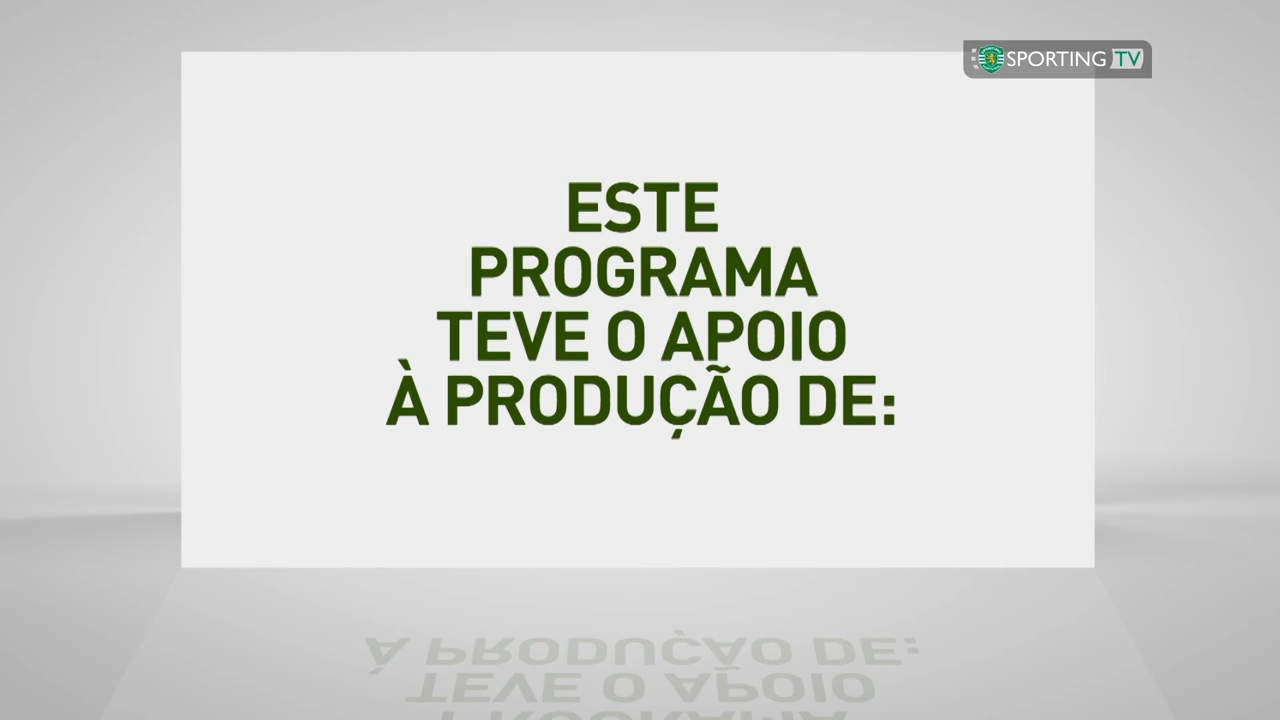 SPORTING TV
ESTE
PROGRAMA
TEVE O APOIO
À PRODUÇÃO DE: